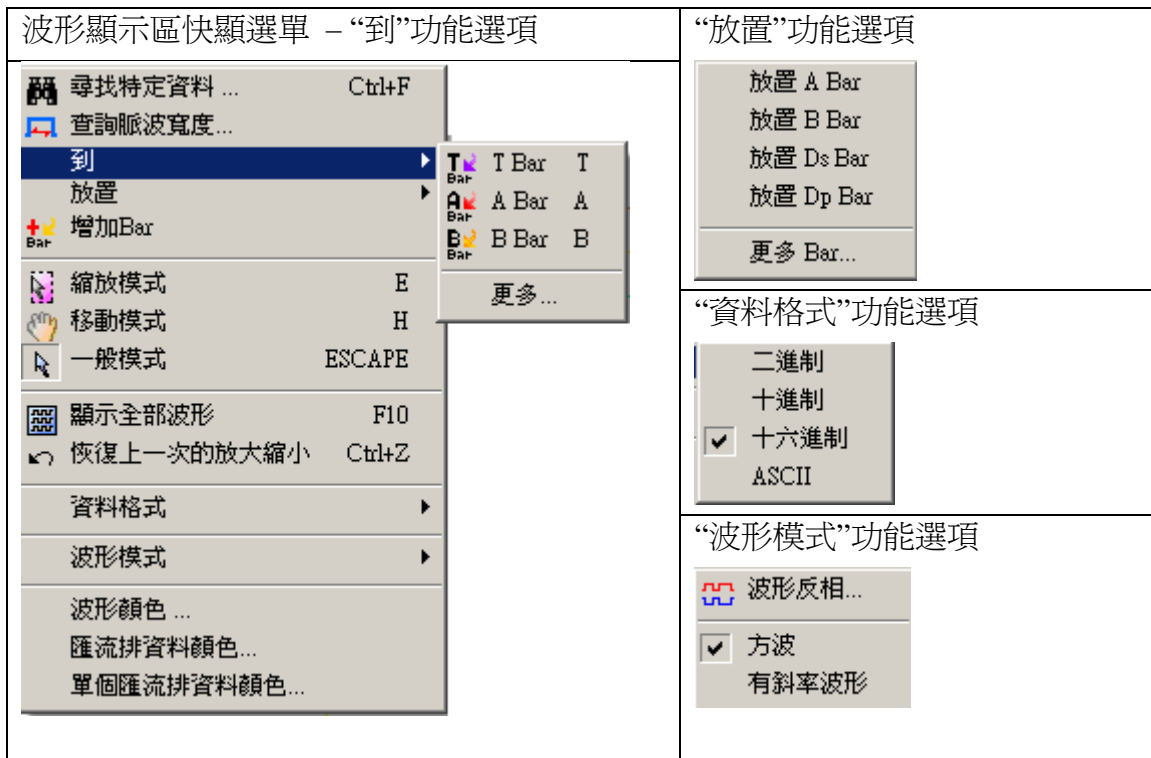 波形顯示區快顯選單 – “到”功能選項
尋找特定資料 ... Ctrl+F
查詢脈波寬度...
到
放置
增加Bar
縮放模式 E
移動模式 H
一般模式 ESCAPE
顯示全部波形 F10
恢復上一次的放大縮小 Ctrl+Z
資料格式
波形模式
波形顏色 ...
匯流排資料顏色...
單個匯流排資料顏色...
T Bar T
A Bar A
B Bar B
更多...
“放置”功能選項
放置 A Bar
放置 B Bar
放置 Ds Bar
放置 Dp Bar
更多 Bar...
“資料格式”功能選項
二進制
十進制
十六進制
ASCII
“波形模式”功能選項
波形反相...
方波
有斜率波形